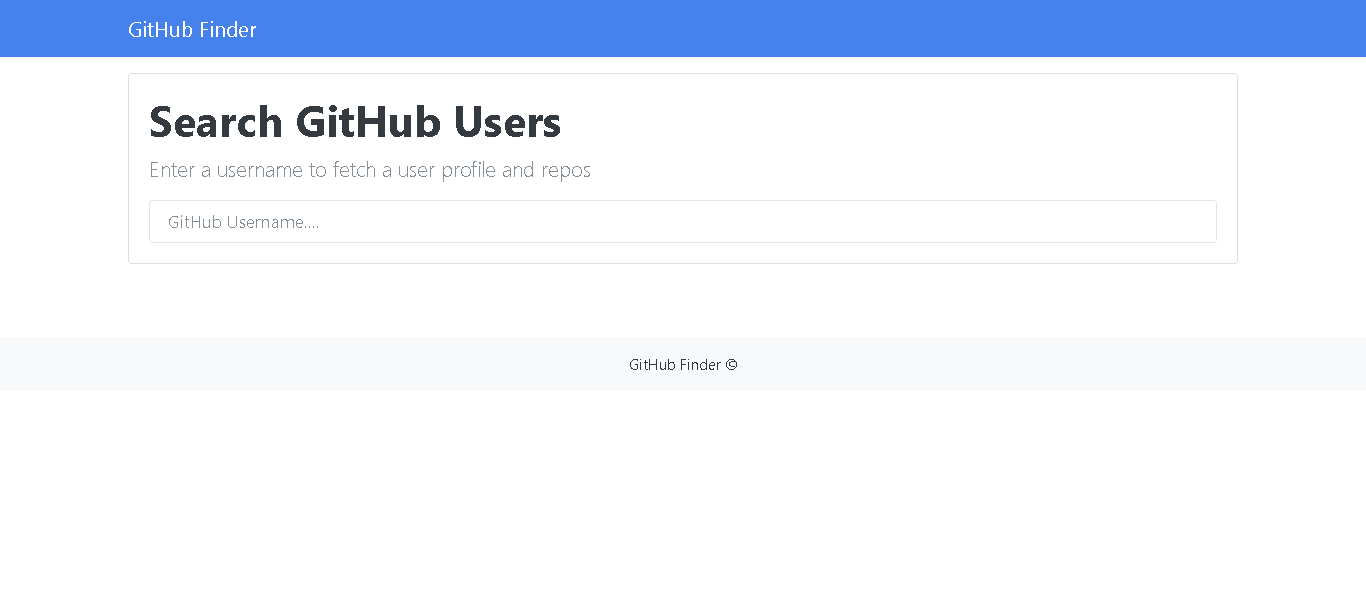 GitHub Finder
Search GitHub Users
Enter a username to fetch a user profile and repos
GitHub Username....
GitHub Finder ©